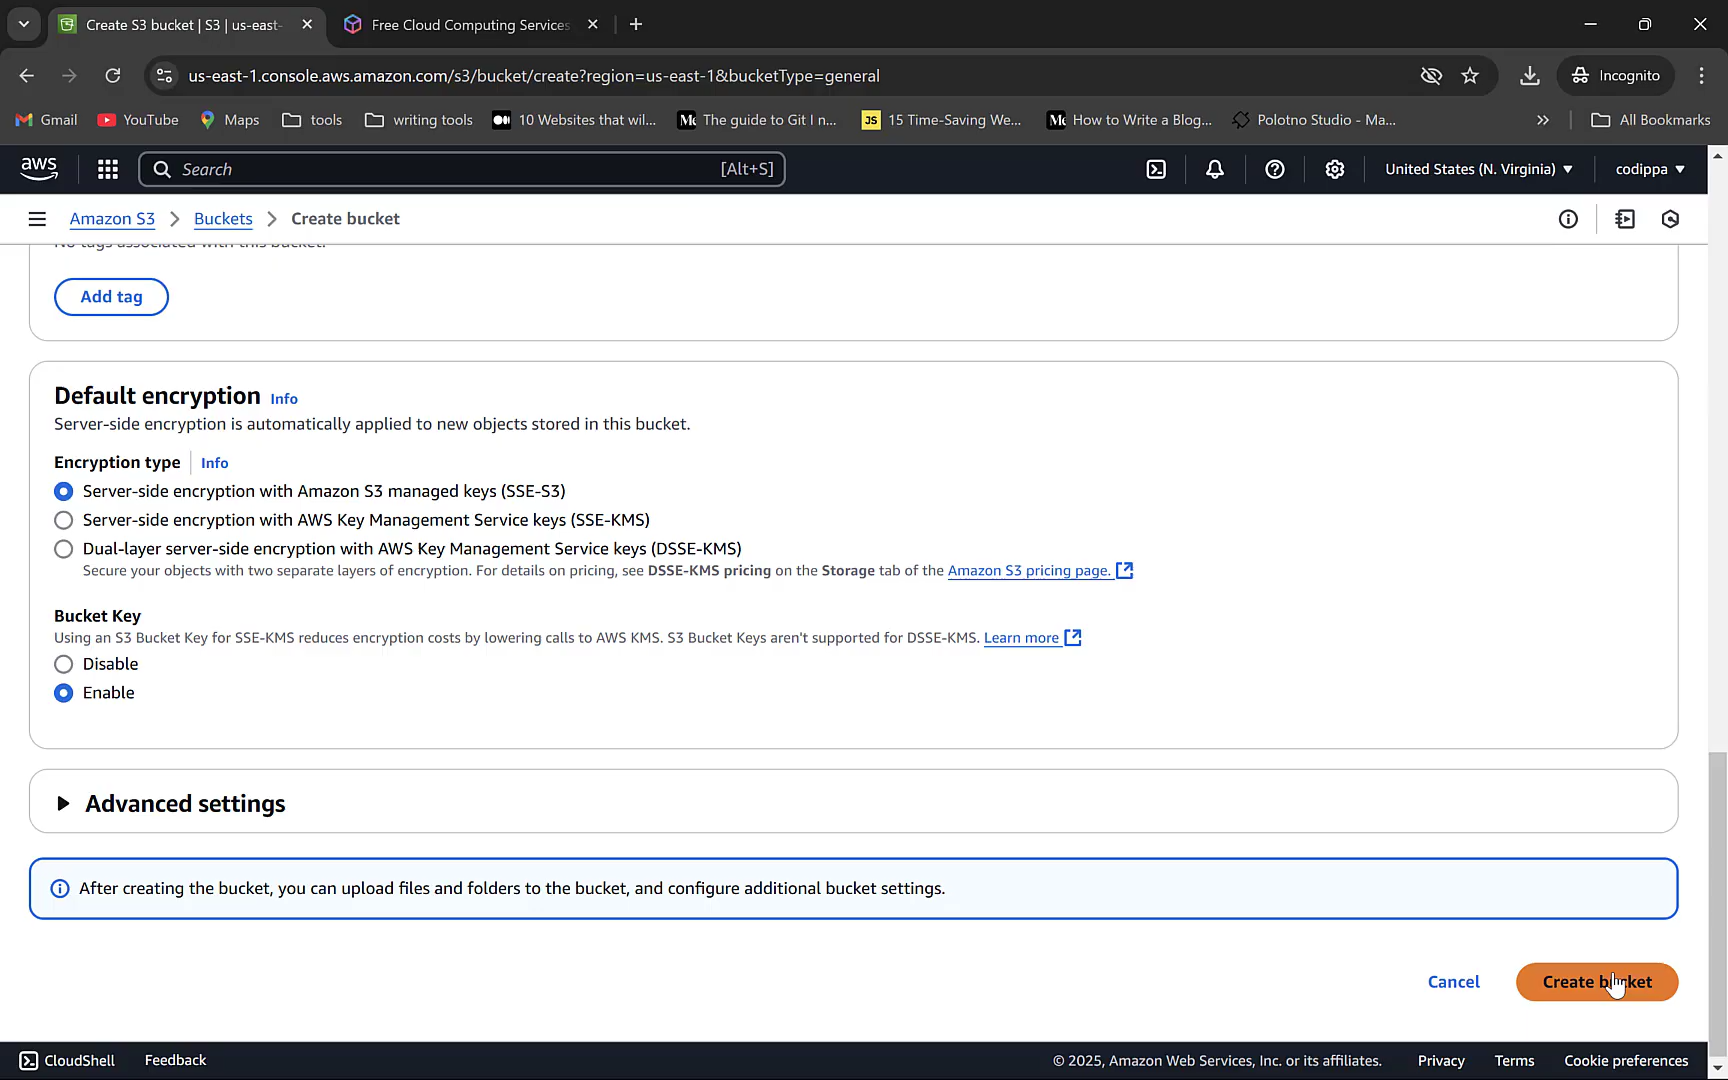 Create S3 bucket | S3 | us-east-
Free Cloud Computing Services
us-east-1.console.aws.amazon.com/s3/bucket/create?region=us-east-1&bucketType=general
Incognito
Gmail
YouTube
Maps
tools
writing tools
10 Websites that wil...
The guide to Git I n...
JS
15 Time-Saving We...
How to Write a Blog...
Polotno Studio - Ma...
All Bookmarks
aws
Search
[Alt+S]
United States (N. Virginia)
codippa
Amazon S3
Buckets
Create bucket
No tags associated with this bucket.
Add tag
Default encryption Info
Server-side encryption is automatically applied to new objects stored in this bucket.
Encryption type Info
Server-side encryption with Amazon S3 managed keys (SSE-S3)
Server-side encryption with AWS Key Management Service keys (SSE-KMS)
Dual-layer server-side encryption with AWS Key Management Service keys (DSSE-KMS)
Secure your objects with two separate layers of encryption. For details on pricing, see DSSE-KMS pricing on the Storage tab of the Amazon S3 pricing page.
Bucket Key
Using an S3 Bucket Key for SSE-KMS reduces encryption costs by lowering calls to AWS KMS. S3 Bucket Keys aren't supported for DSSE-KMS. Learn more
Disable
Enable
Advanced settings
After creating the bucket, you can upload files and folders to the bucket, and configure additional bucket settings.
Cancel
Create bucket
CloudShell
Feedback
© 2025, Amazon Web Services, Inc. or its affiliates.
Privacy
Terms
Cookie preferences